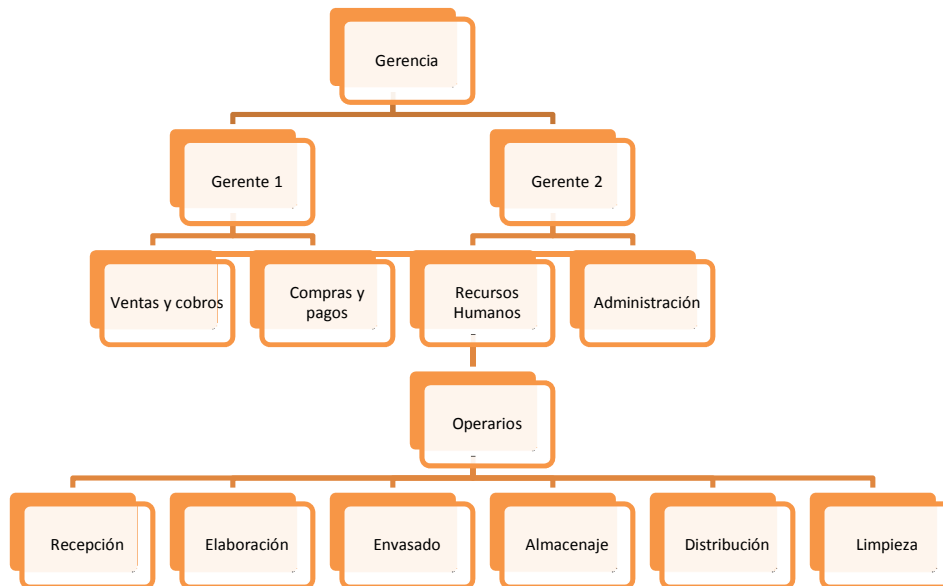 Gerencia
Gerente 1
Gerente 2
Ventas y cobros
Compras y
pagos
Recursos
Humanos
Administración
Operarios
Recepción
Elaboración
Envasado
Almacenaje
Distribución
Limpieza